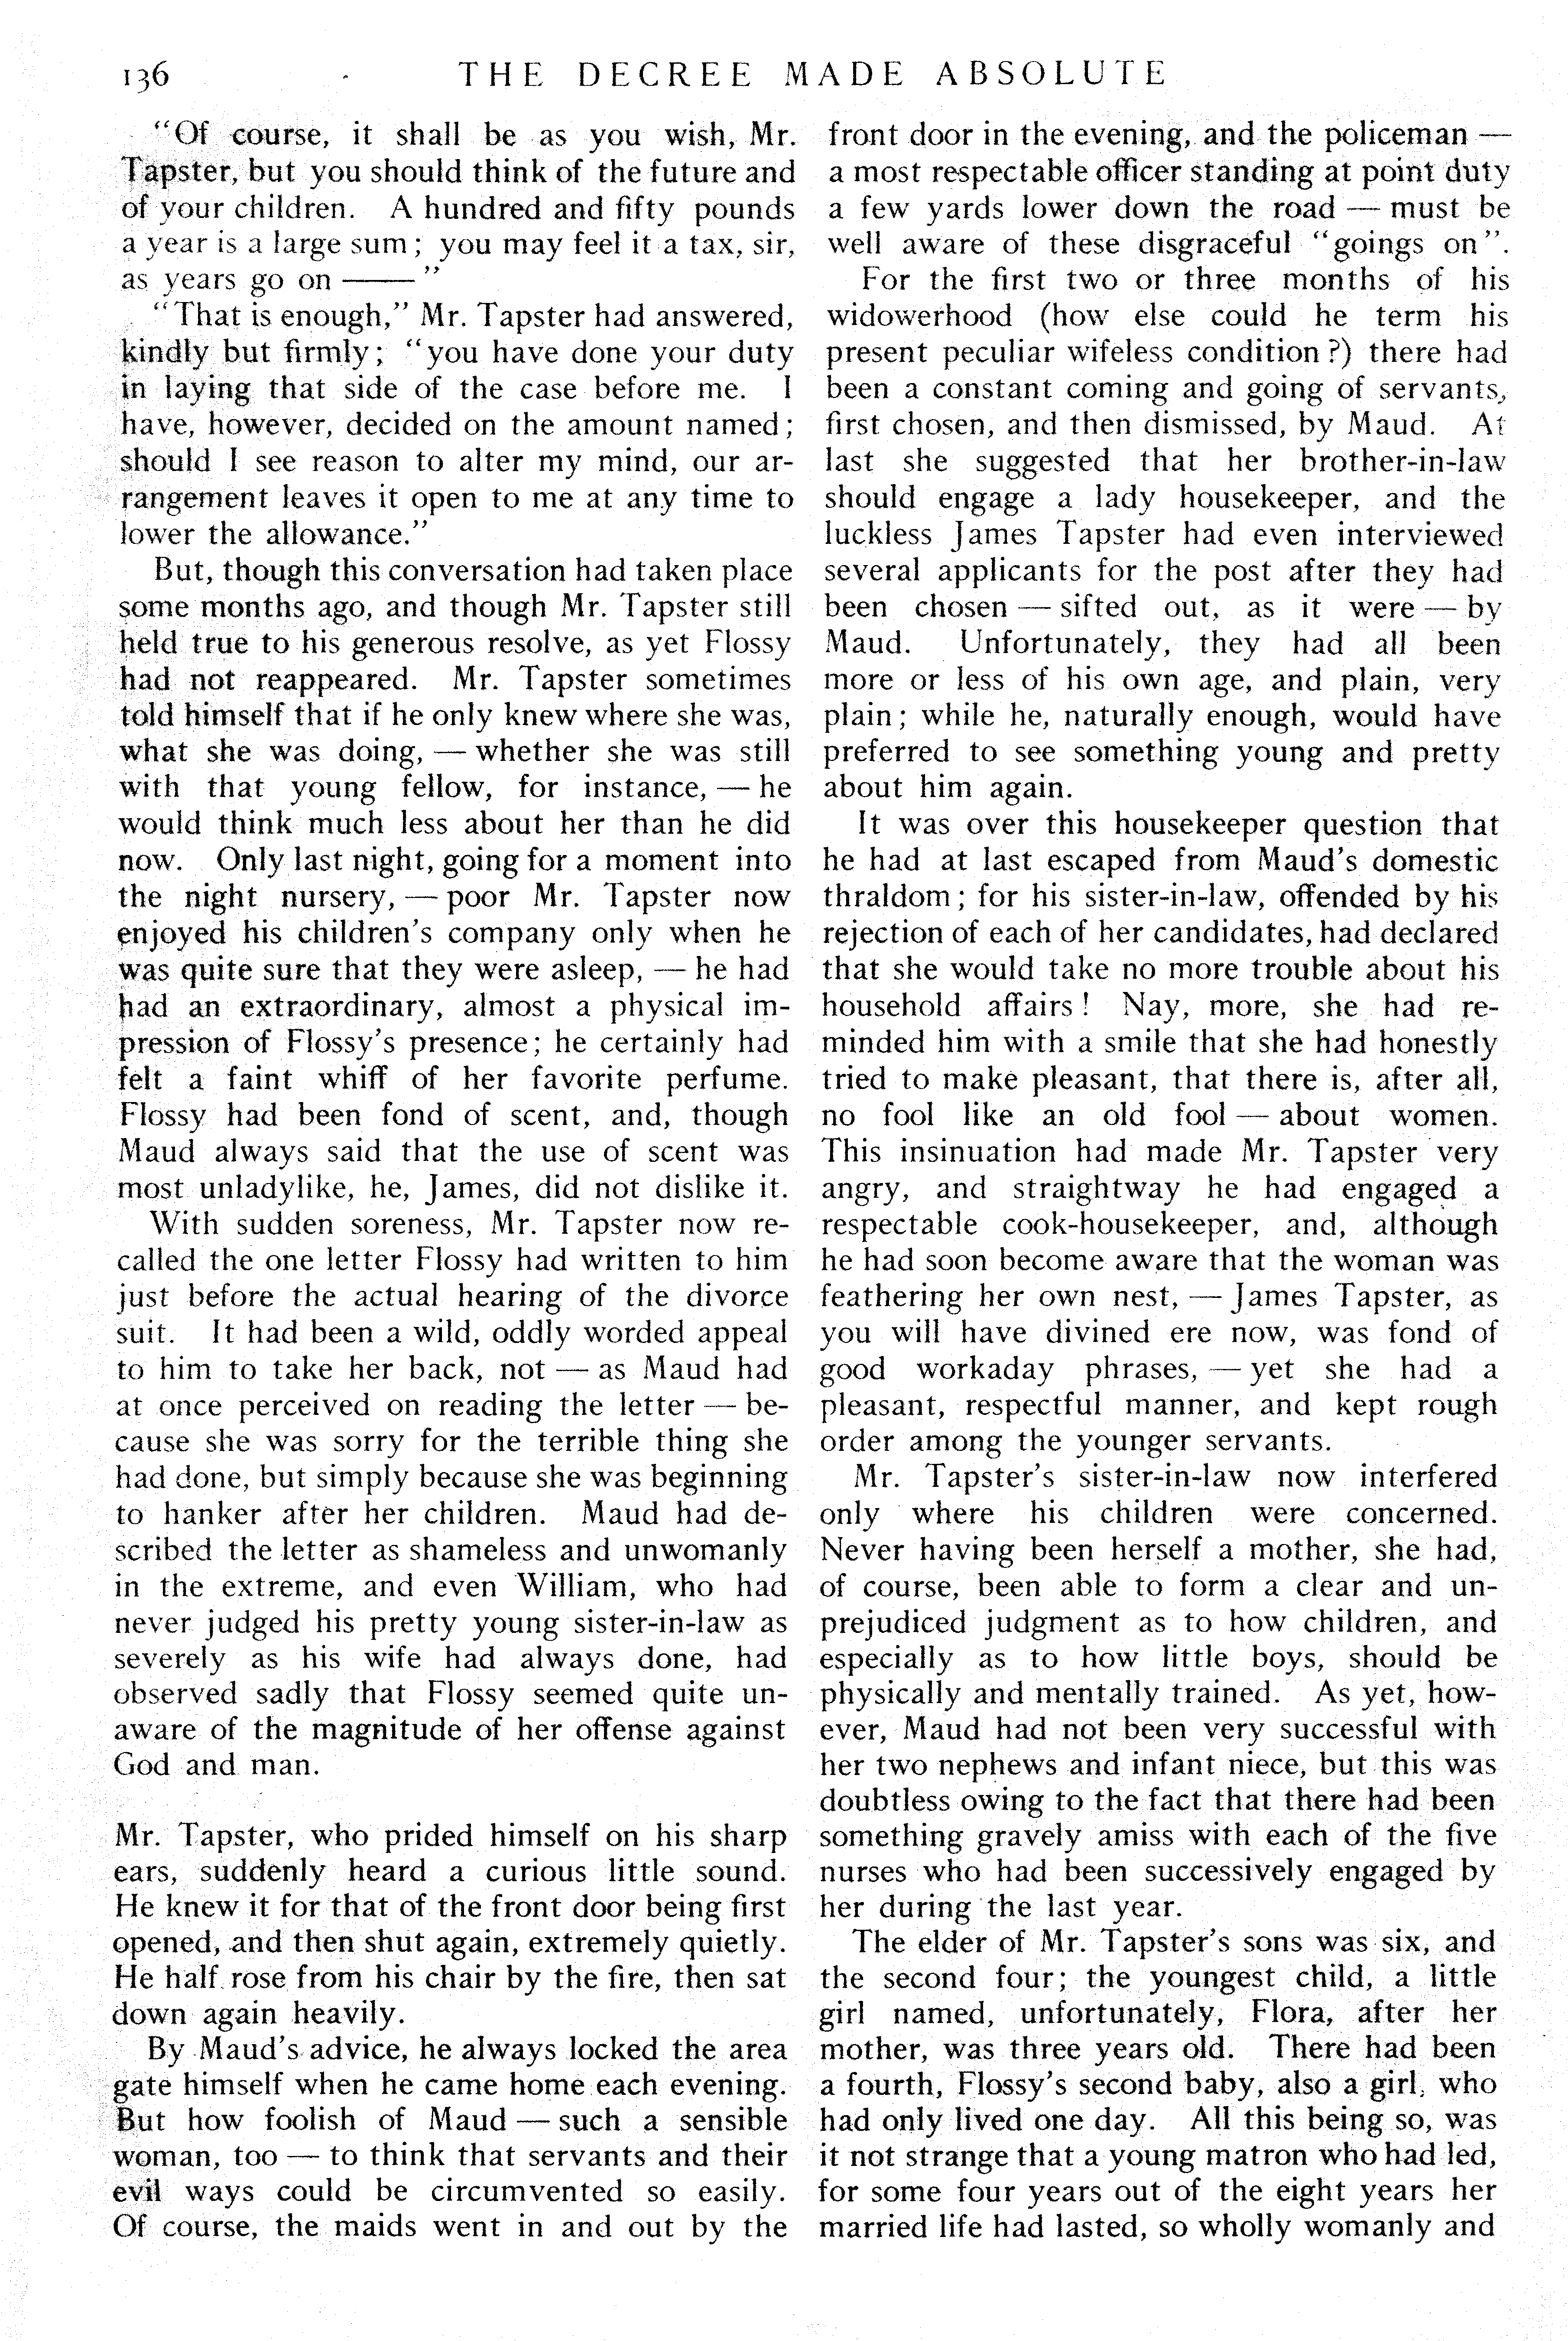 136
THE DECREE MADE ABSOLUTE
“Of course, it shall be as you wish, Mr.
Tapster, but you should think of the future and
of your children. A hundred and fifty pounds
a year is a large sum; you may feel it a tax, sir,
as years go on ——”
“That is enough,” Mr. Tapster had answered,
kindly but firmly; “you have done your duty
in laying that side of the case before me. I
have, however, decided on the amount named;
should I see reason to alter my mind, our ar-
rangement leaves it open to me at any time to
lower the allowance.”
But, though this conversation had taken place
some months ago, and though Mr. Tapster still
held true to his generous resolve, as yet Flossy
had not reappeared. Mr. Tapster sometimes
told himself that if he only knew where she was,
what she was doing, — whether she was still
with that young fellow, for instance, — he
would think much less about her than he did
now. Only last night, going for a moment into
the night nursery, — poor Mr. Tapster now
enjoyed his children’s company only when he
was quite sure that they were asleep, — he had
had an extraordinary, almost a physical im-
pression of Flossy’s presence; he certainly had
felt a faint whiff of her favorite perfume.
Flossy had been fond of scent, and, though
Maud always said that the use of scent was
most unladylike, he, James, did not dislike it.
With sudden soreness, Mr. Tapster now re-
called the one letter Flossy had written to him
just before the actual hearing of the divorce
suit. It had been a wild, oddly worded appeal
to him to take her back, not — as Maud had
at once perceived on reading the letter — be-
cause she was sorry for the terrible thing she
had done, but simply because she was beginning
to hanker after her children. Maud had de-
scribed the letter as shameless and unwomanly
in the extreme, and even William, who had
never judged his pretty young sister-in-law as
severely as his wife had always done, had
observed sadly that Flossy seemed quite un-
aware of the magnitude of her offense against
God and man.
Mr. Tapster, who prided himself on his sharp
ears, suddenly heard a curious little sound.
He knew it for that of the front door being first
opened, and then shut again, extremely quietly.
He half rose from his chair by the fire, then sat
down again heavily.
By Maud’s advice, he always locked the area
gate himself when he came home each evening.
But how foolish of Maud — such a sensible
woman, too — to think that servants and their
evil ways could be circumvented so easily.
Of course, the maids went in and out by the
front door in the evening, and the policeman —
a most respectable officer standing at point duty
a few yards lower down the road — must be
well aware of these disgraceful “goings on”.
For the first two or three months of his
widowerhood (how else could he term his
present peculiar wifeless condition?) there had
been a constant coming and going of servants,
first chosen, and then dismissed, by Maud. At
last she suggested that her brother-in-law
should engage a lady housekeeper, and the
luckless James Tapster had even interviewed
several applicants for the post after they had
been chosen — sifted out, as it were — by
Maud. Unfortunately, they had all been
more or less of his own age, and plain, very
plain; while he, naturally enough, would have
preferred to see something young and pretty
about him again.
It was over this housekeeper question that
he had at last escaped from Maud’s domestic
thraldom; for his sister-in-law, offended by his
rejection of each of her candidates, had declared
that she would take no more trouble about his
household affairs! Nay, more, she had re-
minded him with a smile that she had honestly
tried to make pleasant, that there is, after all,
no fool like an old fool — about women.
This insinuation had made Mr. Tapster very
angry, and straightway he had engaged a
respectable cook-housekeeper, and, although
he had soon become aware that the woman was
feathering her own nest, — James Tapster, as
you will have divined ere now, was fond of
good workaday phrases, — yet she had a
pleasant, respectful manner, and kept rough
order among the younger servants.
Mr. Tapster’s sister-in-law now interfered
only where his children were concerned.
Never having been herself a mother, she had,
of course, been able to form a clear and un-
prejudiced judgment as to how children, and
especially as to how little boys, should be
physically and mentally trained. As yet, how-
ever, Maud had not been very successful with
her two nephews and infant niece, but this was
doubtless owing to the fact that there had been
something gravely amiss with each of the five
nurses who had been successively engaged by
her during the last year.
The elder of Mr. Tapster’s sons was six, and
the second four; the youngest child, a little
girl named, unfortunately, Flora, after her
mother, was three years old. There had been
a fourth, Flossy’s second baby, also a girl, who
had only lived one day. All this being so, was
it not strange that a young matron who had led,
for some four years out of the eight years her
married life had lasted, so wholly womanly and